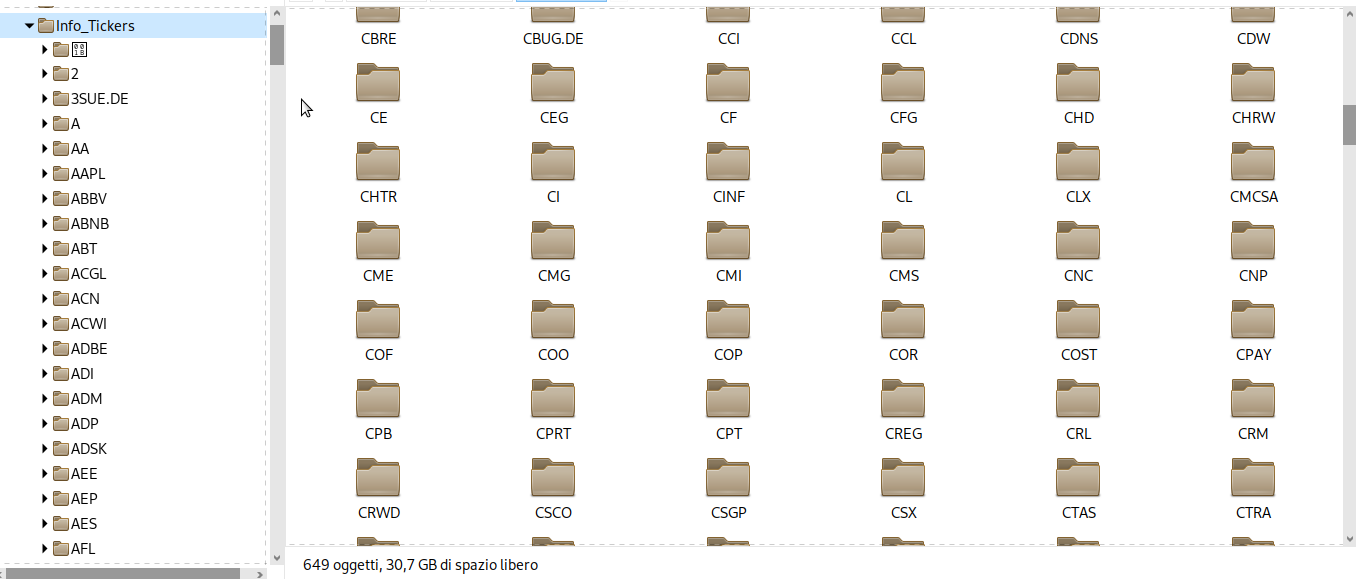 Info_Tickers
2
3SUE.DE
A
AA
AAPL
ABBV
ABNB
ABT
ACGL
ACN
ACWI
ADBE
ADI
ADM
ADP
ADSK
AEE
AEP
AES
AFL
CBRE CBUG.DE CCI CCL CDNS CDW
CE CEG CF CFG CHD CHRW
CHTR CI CINF CL CLX CMCSA
CME CMG CMI CMS CNC CNP
COF COO COP COR COST CPAY
CPB CPRT CPT CREG CRL CRM
CRWD CSCO CSGP CSX CTAS CTRA
649 oggetti, 30,7 GB di spazio libero